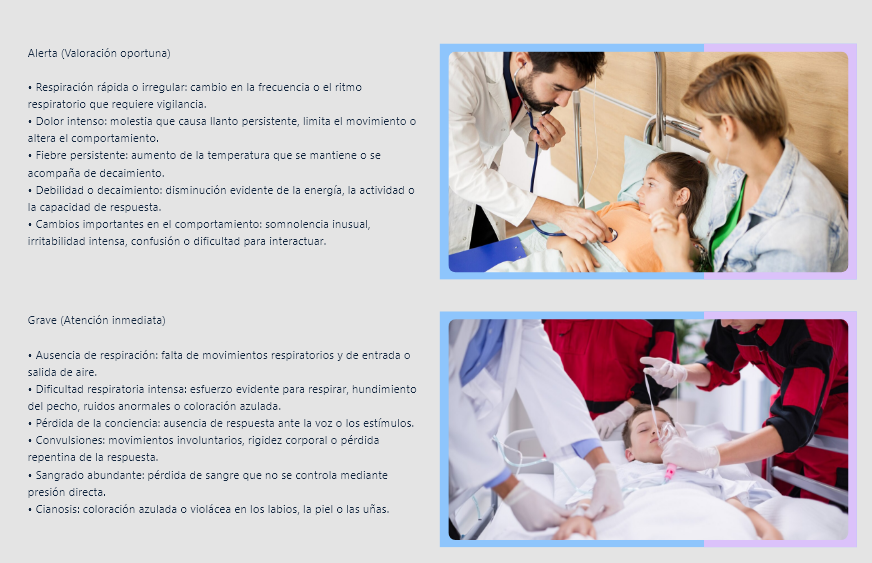 Alerta (Valoración oportuna)
• Respiración rápida o irregular: cambio en la frecuencia o el ritmo
respiratorio que requiere vigilancia.
• Dolor intenso: molestia que causa llanto persistente, limita el movimiento o
altera el comportamiento.
• Fiebre persistente: aumento de la temperatura que se mantiene o se
acompaña de decaimiento.
• Debilidad o decaimiento: disminución evidente de la energía, la actividad o
la capacidad de respuesta.
• Cambios importantes en el comportamiento: somnolencia inusual,
irritabilidad intensa, confusión o dificultad para interactuar.
Grave (Atención inmediata)
• Ausencia de respiración: falta de movimientos respiratorios y de entrada o
salida de aire.
• Dificultad respiratoria intensa: esfuerzo evidente para respirar, hundimiento
del pecho, ruidos anormales o coloración azulada.
• Pérdida de la conciencia: ausencia de respuesta ante la voz o los estímulos.
• Convulsiones: movimientos involuntarios, rigidez corporal o pérdida
repentina de la respuesta.
• Sangrado abundante: pérdida de sangre que no se controla mediante
presión directa.
• Cianosis: coloración azulada o violácea en los labios, la piel o las uñas.